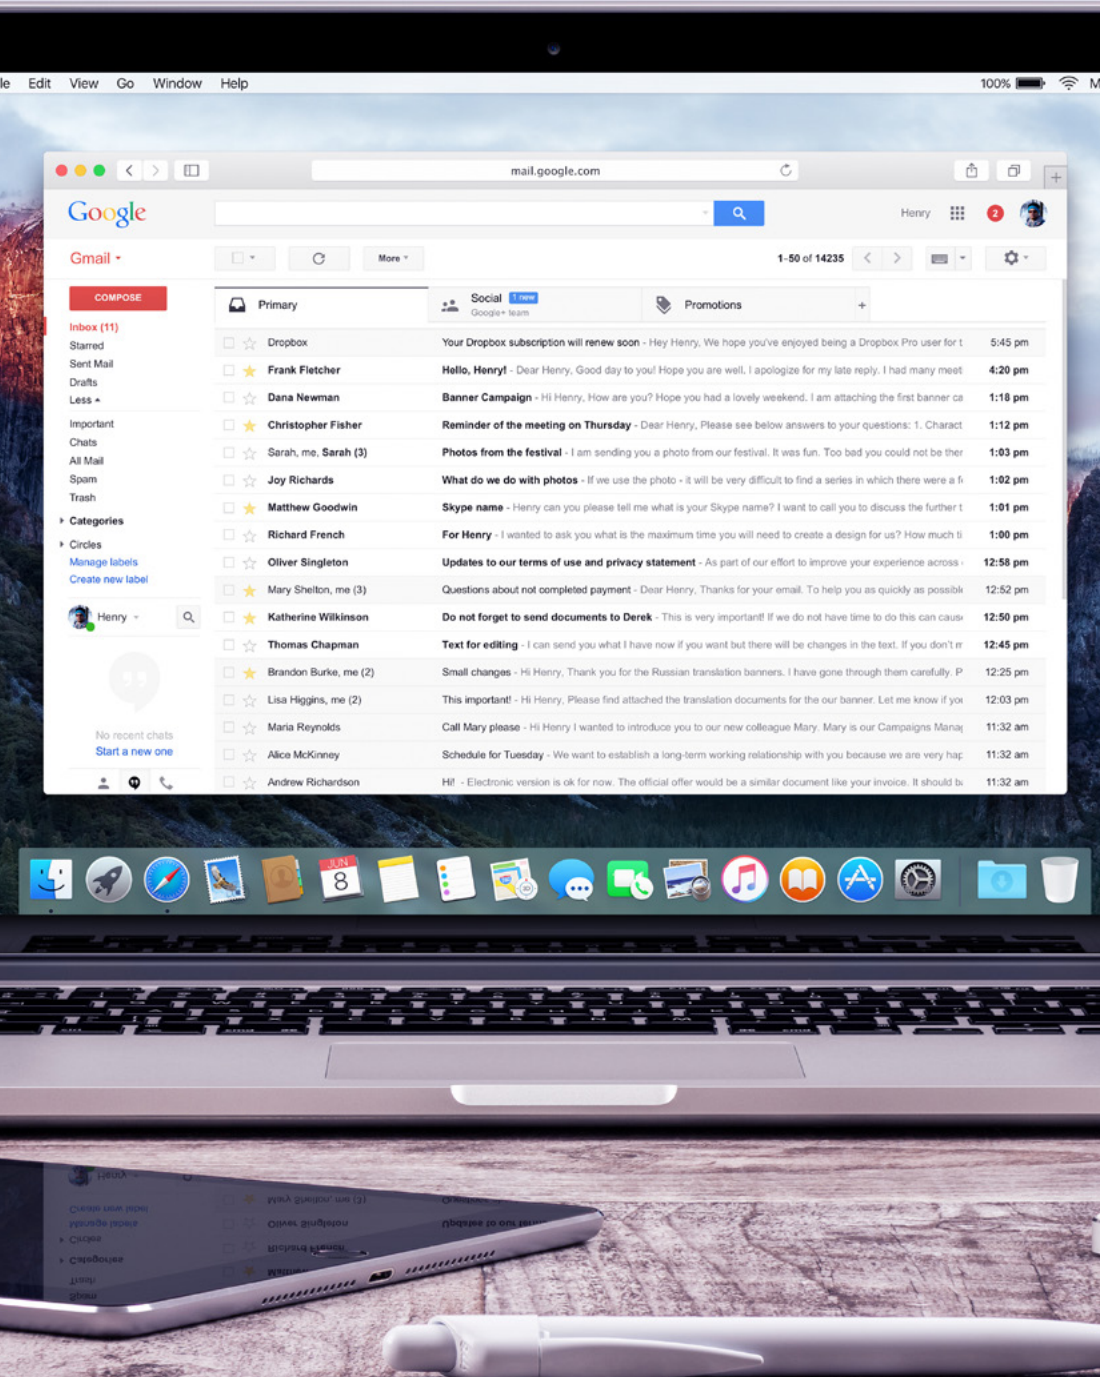 le Edit View Go Window Help 100% M
mail.google.com
Google Henry 2
Gmail More 1-50 of 14235
COMPOSE
Primary Social 1 new Promotions
Google+ team
Inbox (11)
Starred
Sent Mail
Drafts
Less
Important
Chats
All Mail
Spam
Trash
Categories
Circles
Manage labels
Create new label
Henry
No recent chats
Start a new one
Dropbox Your Dropbox subscription will renew soon - Hey Henry, We hope you've enjoyed being a Dropbox Pro user for t 5:45 pm
Frank Fletcher Hello, Henry! - Dear Henry, Good day to you! Hope you are well, I apologize for my late reply. I had many meet 4:20 pm
Dana Newman Banner Campaign - Hi Henry, How are you? Hope you had a lovely weekend. I am attaching the first banner ca 1:18 pm
Christopher Fisher Reminder of the meeting on Thursday - Dear Henry, Please see below answers to your questions: 1. Charact 1:12 pm
Sarah, me, Sarah (3) Photos from the festival - I am sending you a photo from our festival. It was fun. Too bad you could not be ther 1:03 pm
Joy Richards What do we do with photos - If we use the photo - it will be very difficult to find a series in which there were a f 1:02 pm
Matthew Goodwin Skype name - Henry can you please tell me what is your Skype name? I want to call you to discuss the further t 1:01 pm
Richard French For Henry - I wanted to ask you what is the maximum time you will need to create a design for us? How much ti 1:00 pm
Oliver Singleton Updates to our terms of use and privacy statement - As part of our effort to improve your experience across 12:58 pm
Mary Shelton, me (3) Questions about not completed payment - Dear Henry, Thanks for your email. To help you as quickly as possible 12:52 pm
Katherine Wilkinson Do not forget to send documents to Derek - This is very important! If we do not have time to do this can cause 12:50 pm
Thomas Chapman Text for editing - I can send you what I have now if you want but there will be changes in the text. If you don't m 12:45 pm
Brandon Burke, me (2) Small changes - Hi Henry, Thank you for the Russian translation banners. I have gone through them carefully. P 12:25 pm
Lisa Higgins, me (2) This important! - Hi Henry, Please find attached the translation documents for the our banner. Let me know if you 12:03 pm
Maria Reynolds Call Mary please - Hi Henry I wanted to introduce you to our new colleague Mary. Mary is our Campaigns Manag 11:32 am
Alice McKinney Schedule for Tuesday - We want to establish a long-term working relationship with you because we are very hap 11:32 am
Andrew Richardson Hi! - Electronic version is ok for now. The official offer would be a similar document like your invoice. It should b 11:32 am
JUN
8
3D